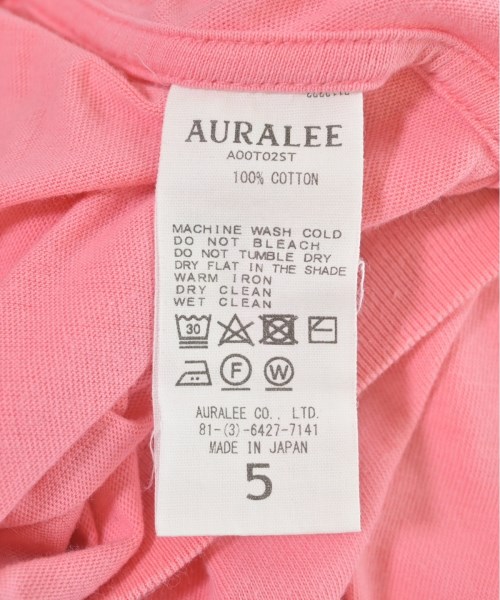 AURALEE
A00T02ST
100% COTTON
MACHINE WASH COLD
DO NOT BLEACH
DO NOT TUMBLE DRY
DRY FLAT IN THE SHADE
WARM IRON
DRY CLEAN
WET CLEAN
30
F W
AURALEE CO., LTD.
81-(3)-6427-7141
MADE IN JAPAN
5